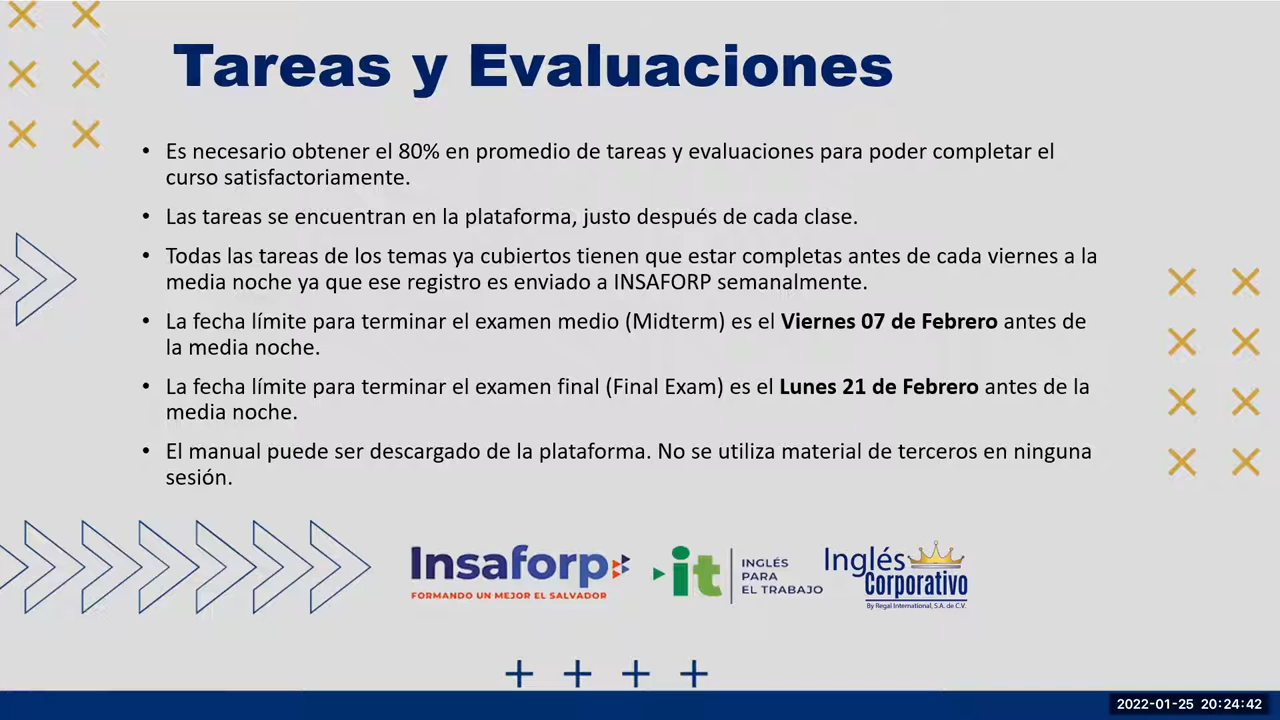 Tareas y Evaluaciones
• Es necesario obtener el 80% en promedio de tareas y evaluaciones para poder completar el
curso satisfactoriamente.
• Las tareas se encuentran en la plataforma, justo después de cada clase.
• Todas las tareas de los temas ya cubiertos tienen que estar completas antes de cada viernes a la
media noche ya que ese registro es enviado a INSAFORP semanalmente.
• La fecha límite para terminar el examen medio (Midterm) es el Viernes 07 de Febrero antes de
la media noche.
• La fecha límite para terminar el examen final (Final Exam) es el Lunes 21 de Febrero antes de la
media noche.
• El manual puede ser descargado de la plataforma. No se utiliza material de terceros en ninguna
sesión.
Insaforp
FORMANDO UN MEJOR EL SALVADOR
it
INGLÉS
PARA
EL TRABAJO
Inglés
Corporativo
By Regal International, S.A. de C.V.
2022-01-25 20:24:42